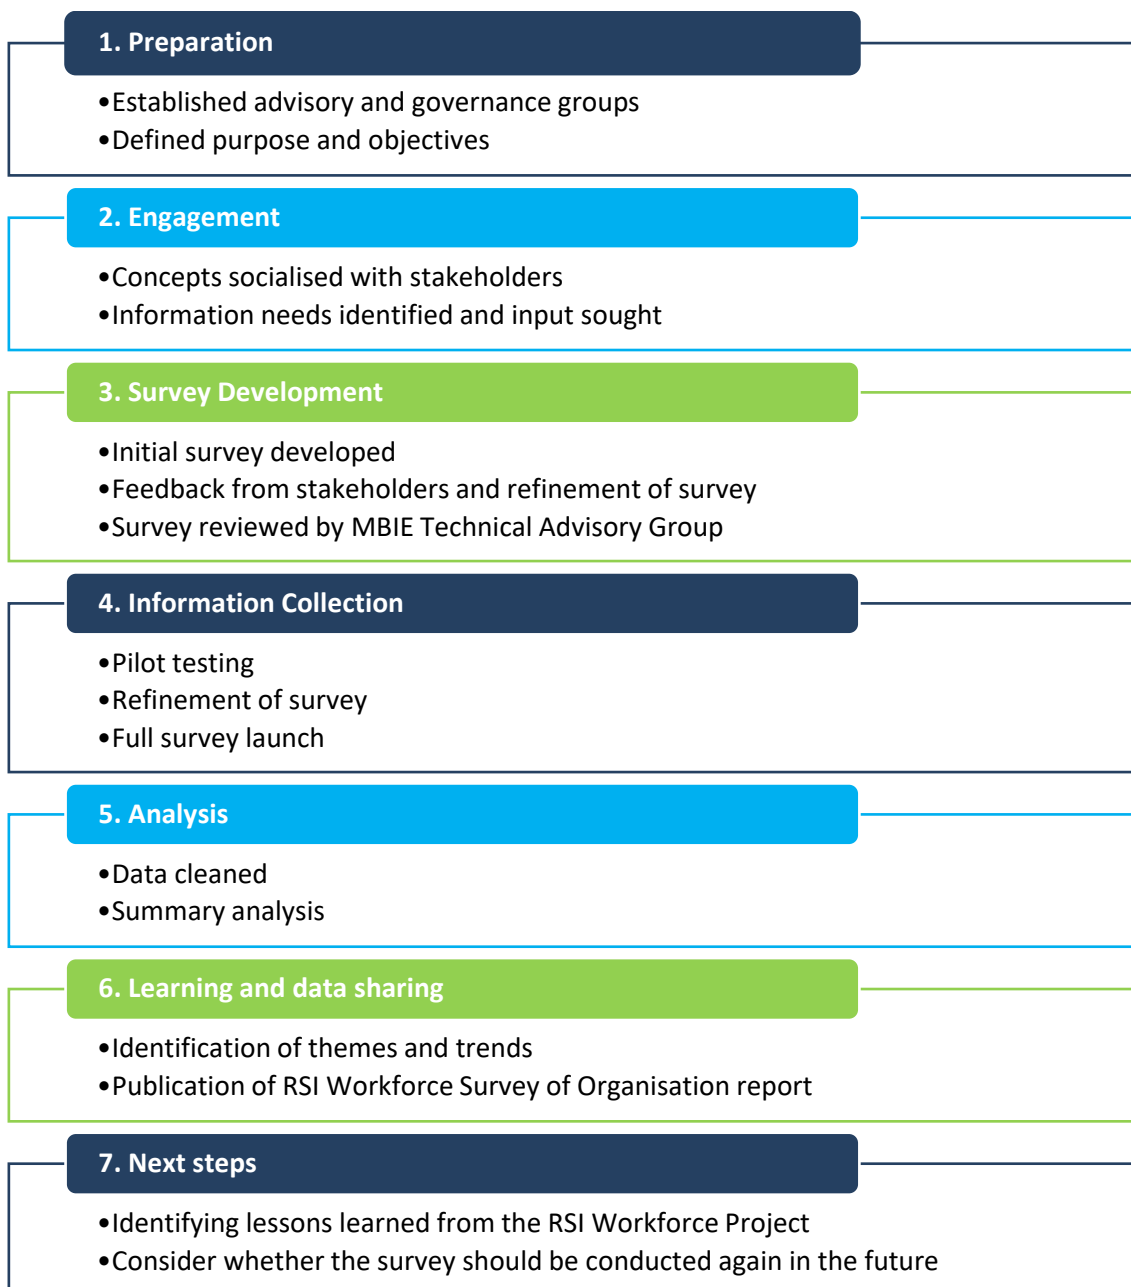 1. Preparation
•Established advisory and governance groups
•Defined purpose and objectives
2. Engagement
•Concepts socialised with stakeholders
•Information needs identified and input sought
3. Survey Development
•Initial survey developed
•Feedback from stakeholders and refinement of survey
•Survey reviewed by MBIE Technical Advisory Group
4. Information Collection
•Pilot testing
•Refinement of survey
•Full survey launch
5. Analysis
•Data cleaned
•Summary analysis
6. Learning and data sharing
•Identification of themes and trends
•Publication of RSI Workforce Survey of Organisation report
7. Next steps
•Identifying lessons learned from the RSI Workforce Project
•Consider whether the survey should be conducted again in the future